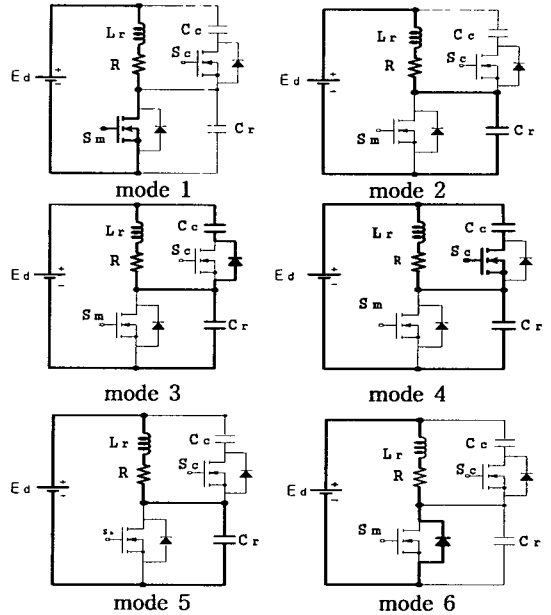 Lr
R
Cc
Sc
Ed
+
-
Sm
Cr
mode 1
Lr
R
Cc
Sc
Ed
+
-
Sm
Cr
mode 2
Lr
R
Cc
Sc
Ed
+
-
Sm
Cr
mode 3
Lr
R
Cc
Sc
Ed
+
-
Sm
Cr
mode 4
Lr
R
Cc
Sc
Ed
+
-
Cr
mode 5
Lr
R
Cc
Sc
Ed
+
-
Sm
Cr
mode 6